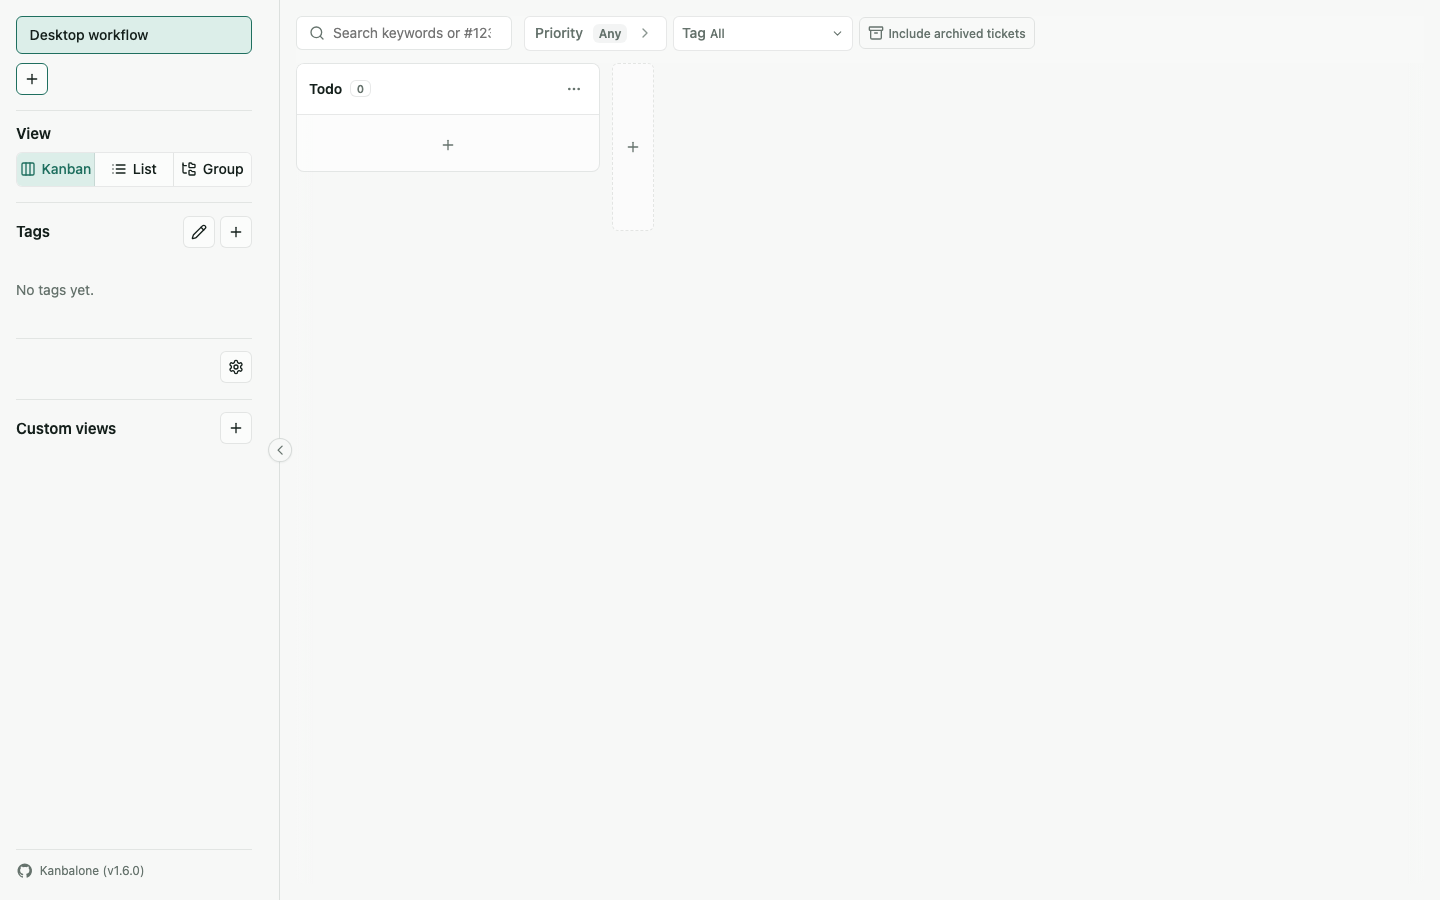 Desktop workflow
View
Kanban
List
Group
Tags
No tags yet.
Custom views
Kanbalone (v1.6.0)
Search keywords or #123
Priority Any
Tag All
Include archived tickets
Todo 0